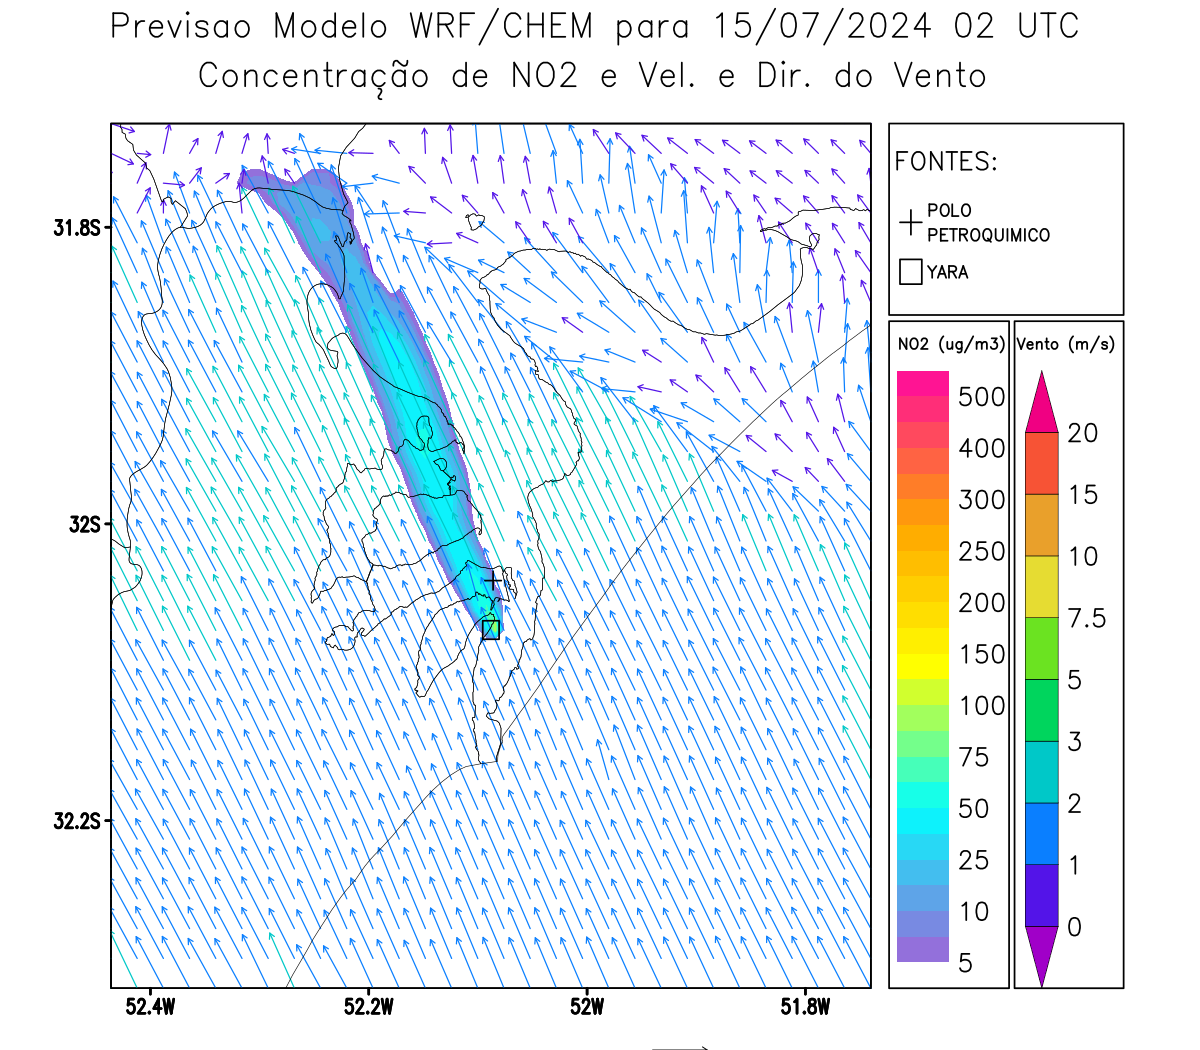 Previsao Modelo WRF/CHEM para 15/07/2024 02 UTC
Concentração de NO2 e Vel. e Dir. do Vento
FONTES:
POLO
PETROQUIMICO
YARA
NO2 (ug/m3)
500
400
300
250
200
150
100
75
50
25
10
5
Vento (m/s)
20
15
10
7.5
5
3
2
1
0
31.8S
32S
32.2S
52.4W
52.2W
52W
51.8W